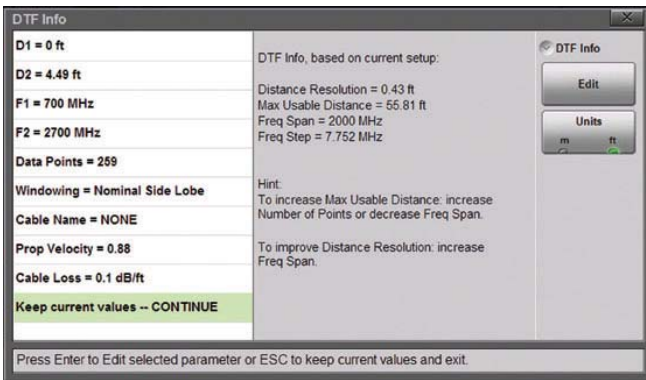 DTF Info
D1 = 0 ft
D2 = 4.49 ft
F1 = 700 MHz
F2 = 2700 MHz
Data Points = 259
Windowing = Nominal Side Lobe
Cable Name = NONE
Prop Velocity = 0.88
Cable Loss = 0.1 dB/ft
Keep current values -- CONTINUE
DTF Info, based on current setup:
Distance Resolution = 0.43 ft
Max Usable Distance = 55.81 ft
Freq Span = 2000 MHz
Freq Step = 7.752 MHz
Hint:
To increase Max Usable Distance: increase
Number of Points or decrease Freq Span.
To improve Distance Resolution: increase
Freq Span.
DTF Info
Edit
Units
m ft
Press Enter to Edit selected parameter or ESC to keep current values and exit.